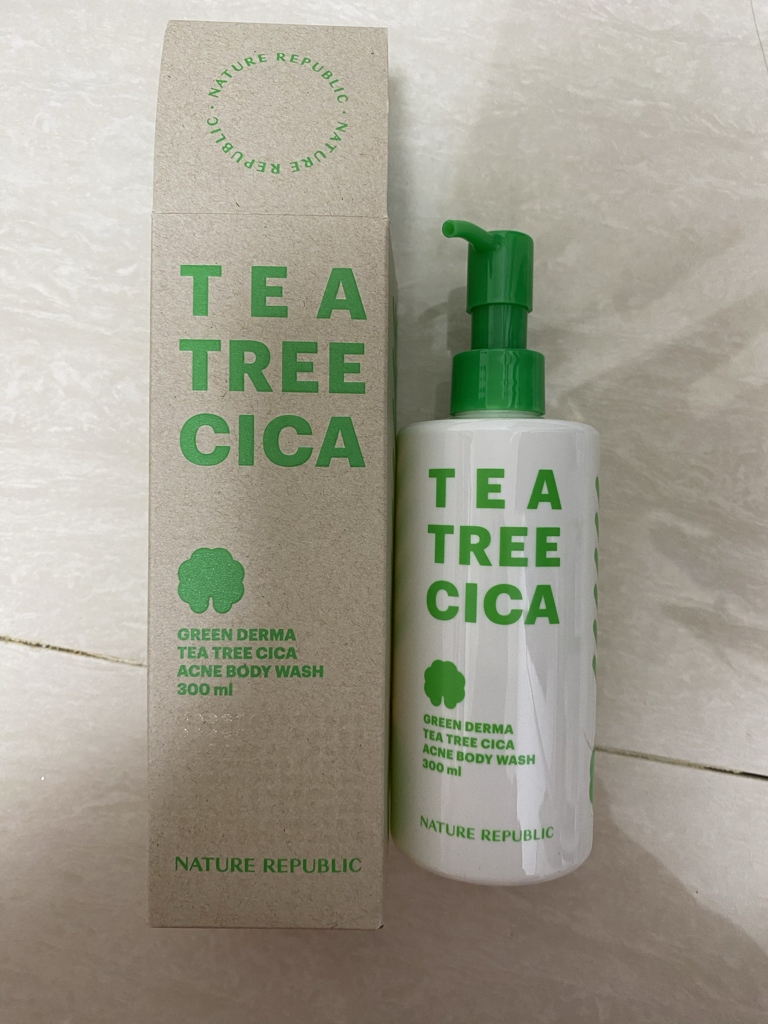 NATURE REPUBLIC · NATURE REPUBLIC ·
TEA
TREE
CICA
GREEN DERMA
TEA TREE CICA
ACNE BODY WASH
300 ml
NATURE REPUBLIC
TEA
TREE
CICA
GREEN DERMA
TEA TREE CICA
ACNE BODY WASH
300 ml
NATURE REPUBLIC